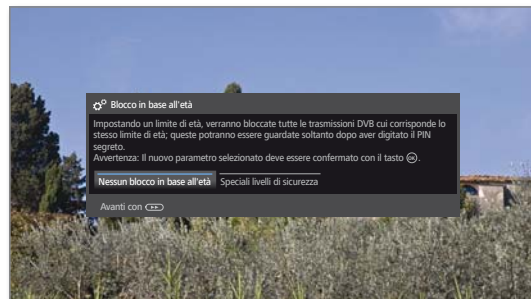 Blocco in base all'età
Impostando un limite di età, verranno bloccate tutte le trasmissioni DVB cui corrisponde lo
stesso limite di età; queste potranno essere guardate soltanto dopo aver digitato il PIN
segreto.
Avvertenza: Il nuovo parametro selezionato deve essere confermato con il tasto OK.
Nessun blocco in base all'età Speciali livelli di sicurezza
Avanti con